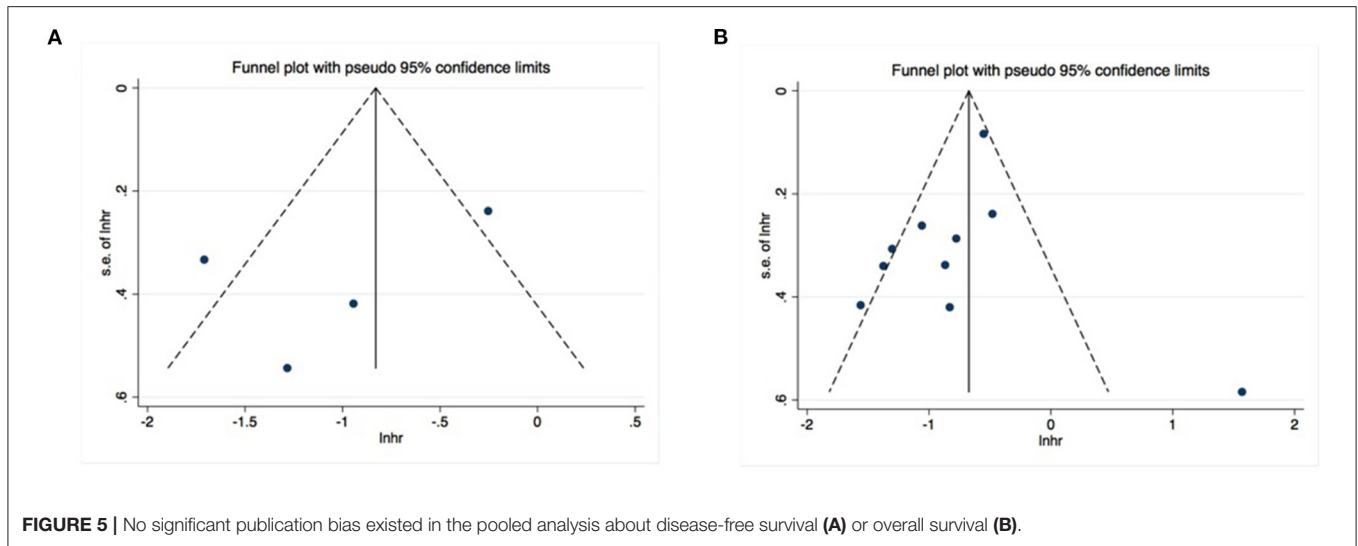 A
Funnel plot with pseudo 95% confidence limits
0
.2
.4
.6
s.e. of lnhr
-2
-1.5
-1
-.5
0
.5
lnhr
B
Funnel plot with pseudo 95% confidence limits
0
.2
.4
.6
s.e. of lnhr
-2
-1
0
1
2
lnhr
FIGURE 5 | No significant publication bias existed in the pooled analysis about disease-free survival (A) or overall survival (B).